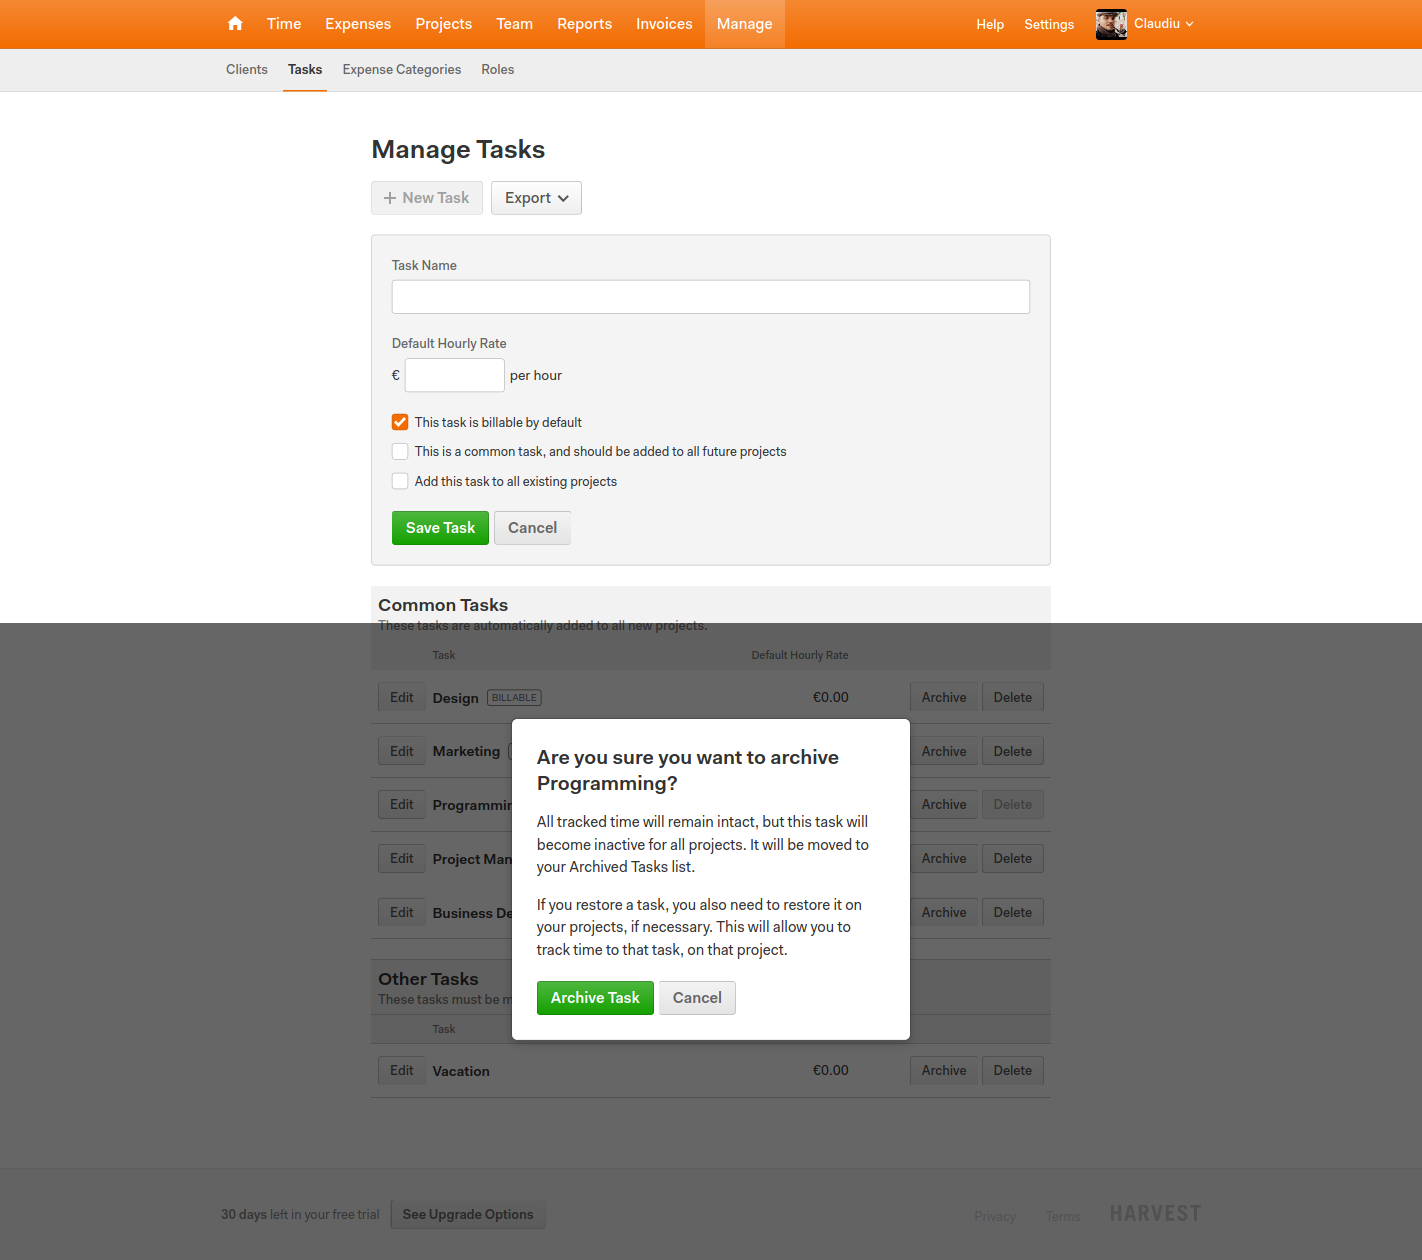 Time Expenses Projects Team Reports Invoices Manage Help Settings Claudiu
Clients Tasks Expense Categories Roles
Manage Tasks
New Task Export
Task Name
Default Hourly Rate
€ per hour
This task is billable by default
This is a common task, and should be added to all future projects
Add this task to all existing projects
Save Task Cancel
Common Tasks
These tasks are automatically added to all new projects.
Task Default Hourly Rate
Edit Design BILLABLE €0.00 Archive Delete
Edit Marketing Archive Delete
Edit Archive Delete
Edit Project Archive Delete
Edit Business Archive Delete
Are you sure you want to archive
Programming?
All tracked time will remain intact, but this task will
become inactive for all projects. It will be moved to
your Archived Tasks list.
If you restore a task, you also need to restore it on
your projects, if necessary. This will allow you to
track time to that task, on that project.
Archive Task Cancel
Other Tasks
These tasks must be
Task
Edit Vacation €0.00 Archive Delete
30 days left in your free trial See Upgrade Options Privacy Terms HARVEST